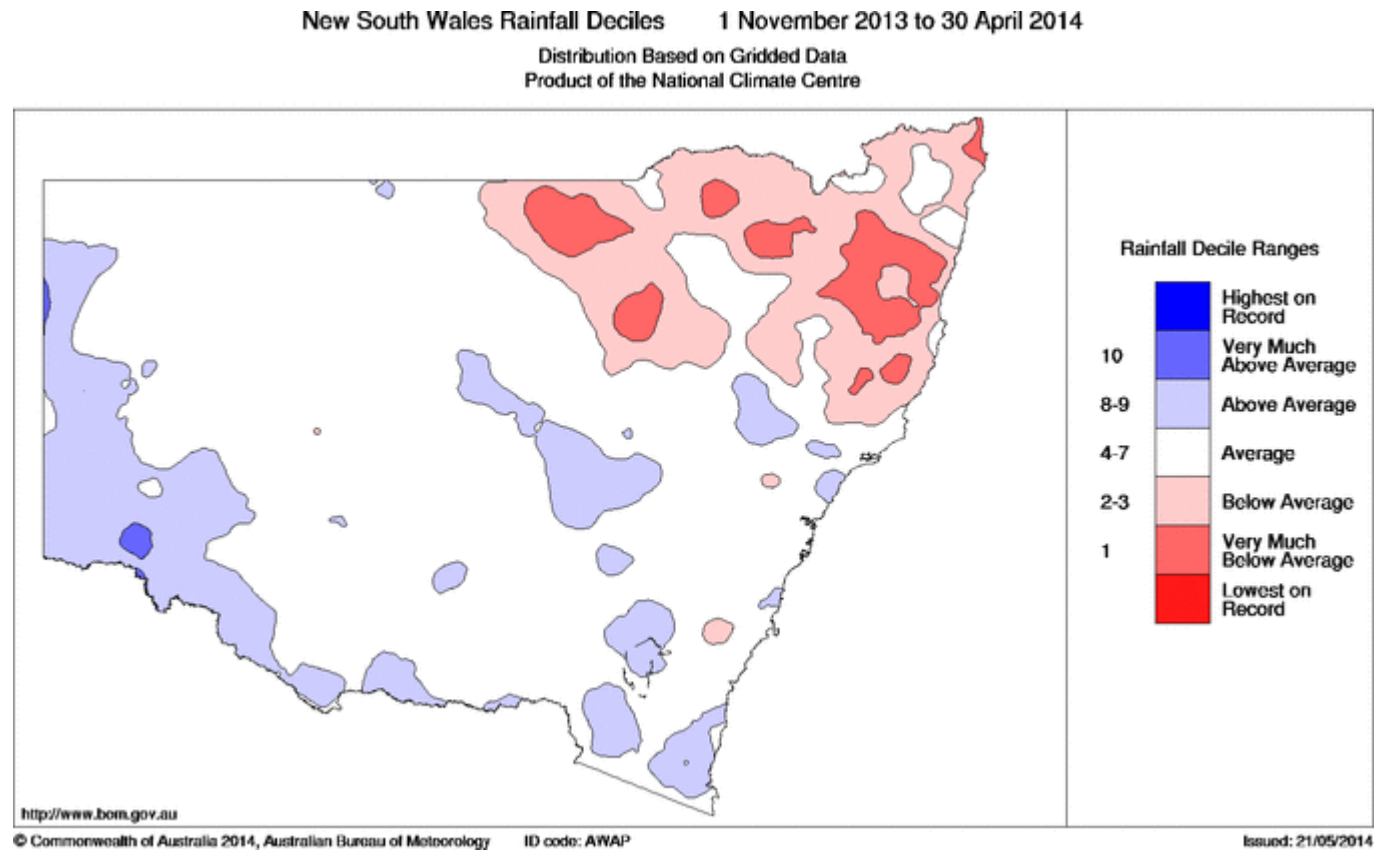 New South Wales Rainfall Deciles 1 November 2013 to 30 April 2014
Distribution Based on Gridded Data
Product of the National Climate Centre
Rainfall Decile Ranges
Highest on
Record
10 Very Much
Above Average
8-9 Above Average
4-7 Average
2-3 Below Average
1 Very Much
Below Average
Lowest on
Record
http://www.bom.gov.au
© Commonwealth of Australia 2014, Australian Bureau of Meteorology ID code: AWAP Issued: 21/05/2014